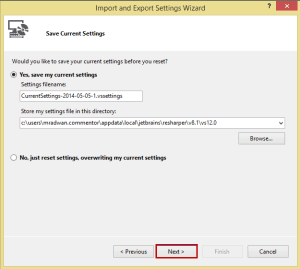 Import and Export Settings Wizard
?
Save Current Settings
Would you like to save your current settings before you reset?
Yes, save my current settings
Settings filename:
CurrentSettings-2014-05-05-1.vssettings
Store my settings file in this directory:
c:\users\mradwan.commentor\appdata\local\jetbrains\resharper\v8.1\vs12.0
Browse...
No, just reset settings, overwriting my current settings
< Previous
Next >
Finish
Cancel